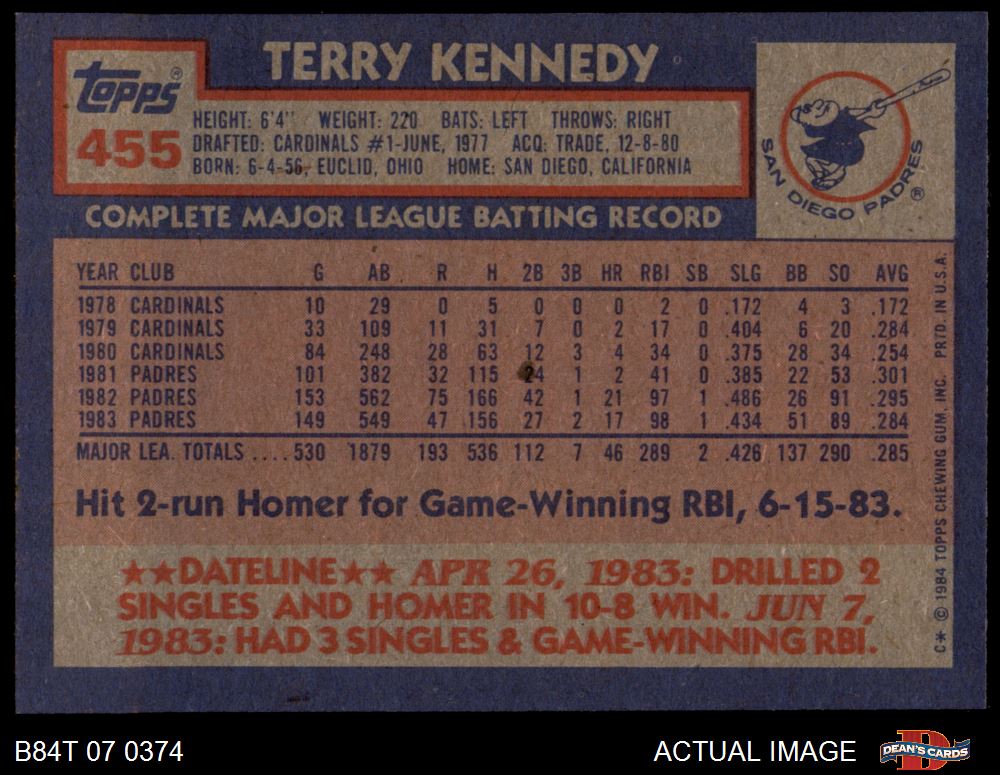 TERRY KENNEDY
Topps®
455
HEIGHT: 6'4" WEIGHT: 220 BATS: LEFT THROWS: RIGHT
DRAFTED: CARDINALS #1-JUNE, 1977 ACQ: TRADE, 12-8-80
BORN: 6-4-56, EUCLID, OHIO HOME: SAN DIEGO, CALIFORNIA
SAN DIEGO PADRES®
COMPLETE MAJOR LEAGUE BATTING RECORD
YEAR CLUB G AB R H 2B 3B HR RBI SB SLG BB SO AVG
1978 CARDINALS 10 29 0 5 0 0 0 2 0 .172 4 3 .172
1979 CARDINALS 33 109 11 31 7 0 2 17 0 .404 6 20 .284
1980 CARDINALS 84 248 28 63 12 3 4 34 0 .375 28 34 .254
1981 PADRES 101 382 32 115 24 1 2 41 0 .385 22 53 .301
1982 PADRES 153 562 75 166 42 1 21 97 1 .486 26 91 .295
1983 PADRES 149 549 47 156 27 2 17 98 1 .434 51 89 .284
MAJOR LEA. TOTALS ....530 1879 193 536 112 7 46 289 2 .426 137 290 .285
Hit 2-run Homer for Game-Winning RBI, 6-15-83.
★★DATELINE★★ APR 26, 1983: DRILLED 2
SINGLES AND HOMER IN 10-8 WIN. JUN 7,
1983: HAD 3 SINGLES & GAME-WINNING RBI.
C* © 1984 TOPPS CHEWING GUM, INC. PRTD. IN U.S.A.
B84T 07 0374
ACTUAL IMAGE
D
DEAN'S CARDS